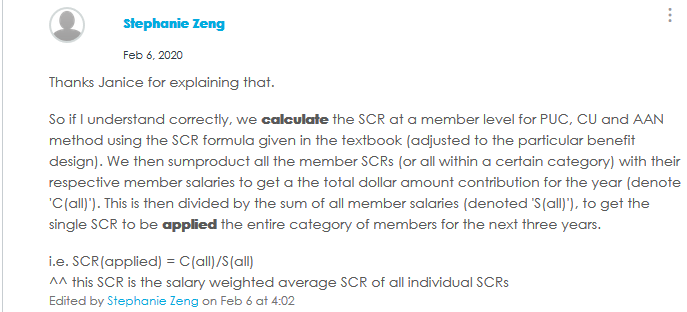 Stephanie Zeng
Feb 6, 2020
Thanks Janice for explaining that.
So if I understand correctly, we calculate the SCR at a member level for PUC, CU and AAN
method using the SCR formula given in the textbook (adjusted to the particular benefit
design). We then sumproduct all the member SCRs (or all within a certain category) with their
respective member salaries to get a the total dollar amount contribution for the year (denote
'C(all)'). This is then divided by the sum of all member salaries (denoted 'S(all)'), to get the
single SCR to be applied the entire category of members for the next three years.
i.e. SCR(applied) = C(all)/S(all)
^^ this SCR is the salary weighted average SCR of all individual SCRs
Edited by Stephanie Zeng on Feb 6 at 4:02